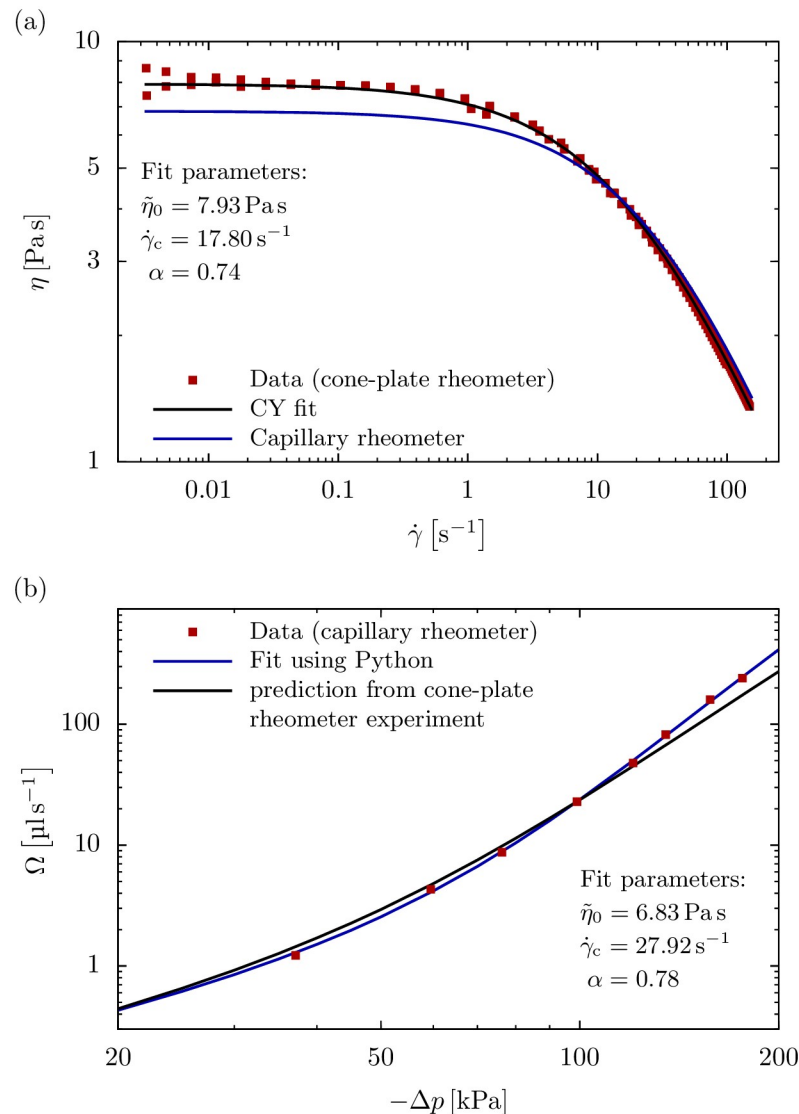 (a)
10
5
3
1
η [Pa s]
Fit parameters:
η̃₀ = 7.93 Pa s
γ̇c = 17.80 s⁻¹
α = 0.74
Data (cone-plate rheometer)
CY fit
Capillary rheometer
0.01 0.1 1 10 100
γ̇ [s⁻¹]
(b)
Data (capillary rheometer)
Fit using Python
prediction from cone-plate
rheometer experiment
100
10
1
Ω [µl s⁻¹]
Fit parameters:
η̃₀ = 6.83 Pa s
γ̇c = 27.92 s⁻¹
α = 0.78
20 50 100 200
−Δp [kPa]